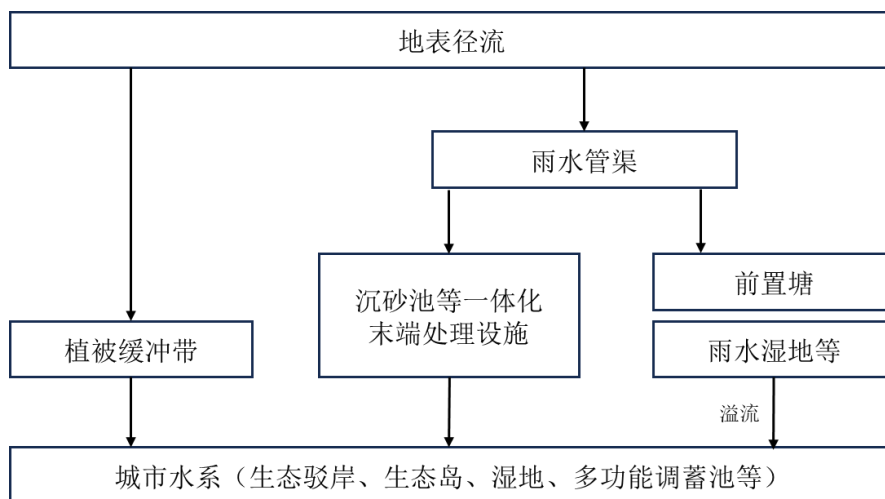 地表径流
雨水管渠
沉砂池等一体化
末端处理设施
前置塘
植被缓冲带
雨水湿地等
溢流
城市水系（生态驳岸、生态岛、湿地、多功能调蓄池等）